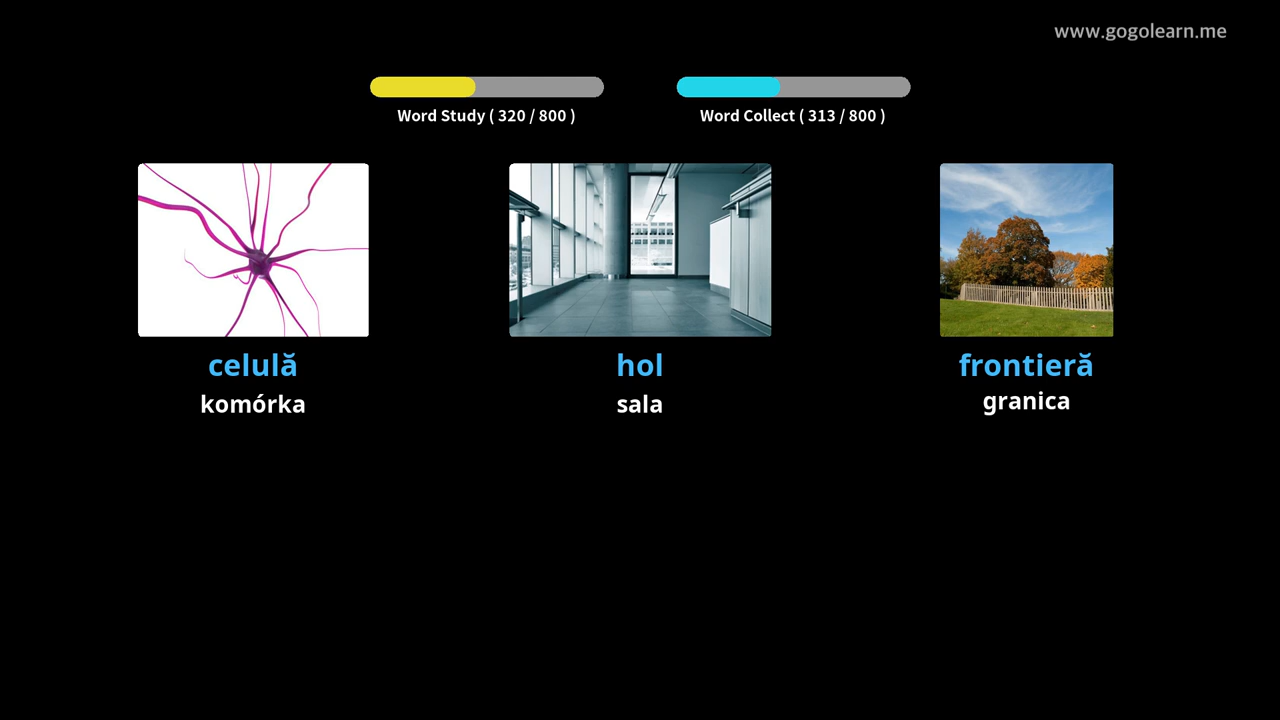 www.gogolearn.me
Word Study ( 320 / 800 )
Word Collect ( 313 / 800 )
celulă
hol
frontieră
komórka
sala
granica